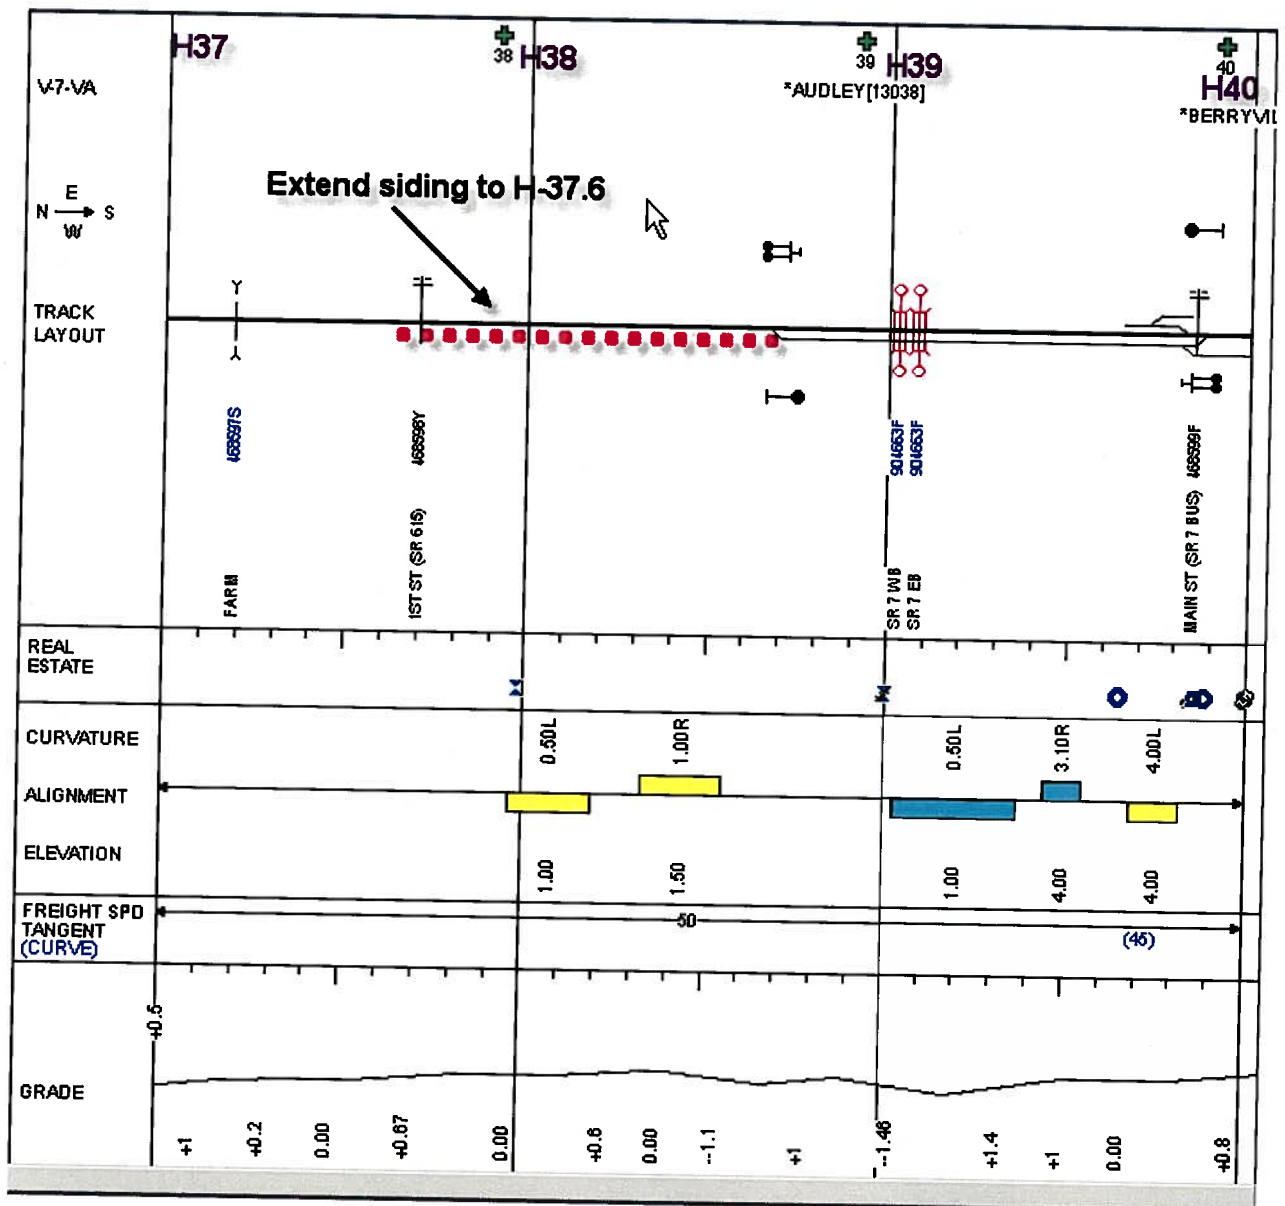 H37
38
H38
39
H39
40
H40
V-7-VA
*AUDLEY[13038]
*BERRYVIL
Extend siding to H-37.6
E
N S
W
TRACK
LAYOUT
468597S
468598Y
904663F
904663F
468599F
FARM
1ST ST (SR 615)
SR 7 WB
SR 7 EB
MAIN ST (SR 7 BUS)
REAL
ESTATE
CURVATURE
0.50L
1.00R
0.50L
3.10R
4.00L
ALIGNMENT
ELEVATION
1.00
1.50
1.00
4.00
4.00
FREIGHT SPD
TANGENT
(CURVE)
50
(45)
+0.5
GRADE
+1
+0.2
0.00
+0.67
0.00
+0.6
0.00
--1.1
+1
--1.46
+1.4
+1
0.00
+0.8